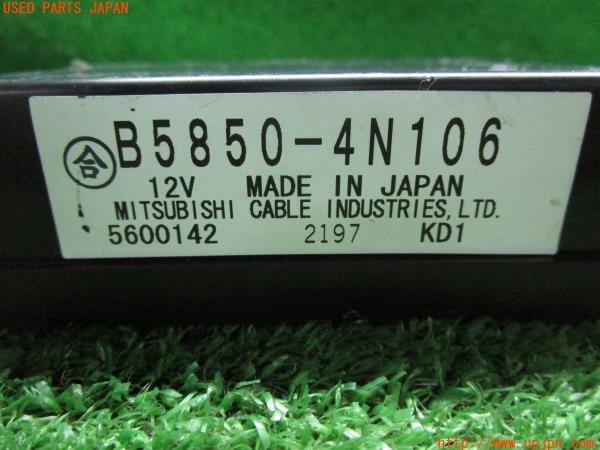 USED PARTS JAPAN
合 B5850-4N106
12V MADE IN JAPAN
MITSUBISHI CABLE INDUSTRIES, LTD.
5600142 2197 KD1
http://www.upjpn.com/